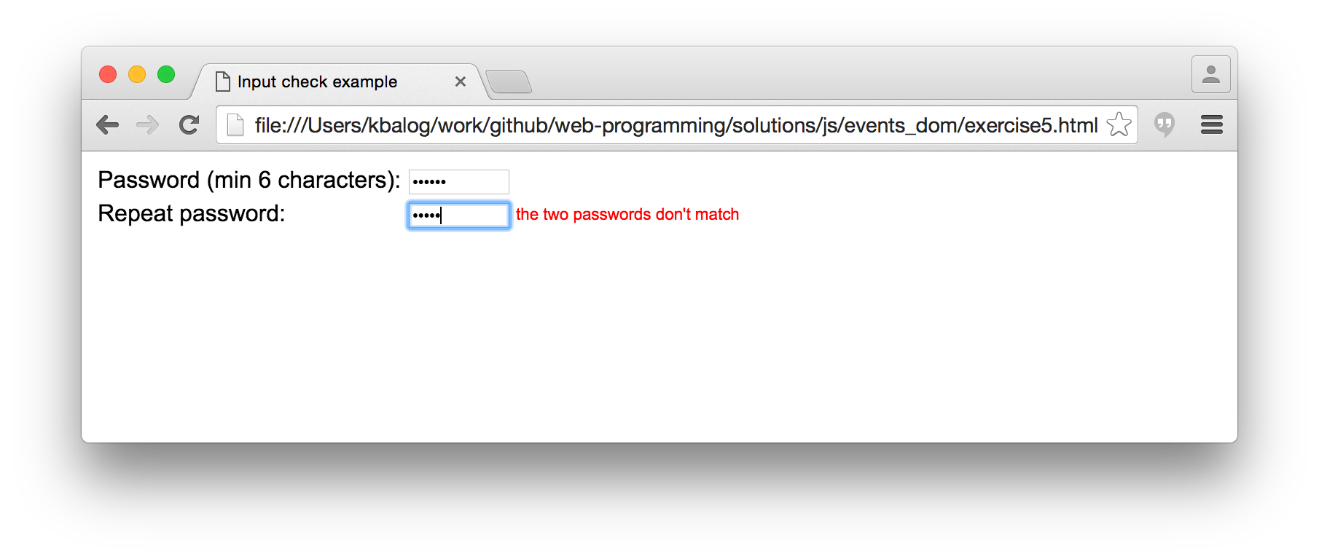 Input check example
file:///Users/kbalog/work/github/web-programming/solutions/js/events_dom/exercise5.html
Password (min 6 characters): ••••••
Repeat password: ••••• the two passwords don't match